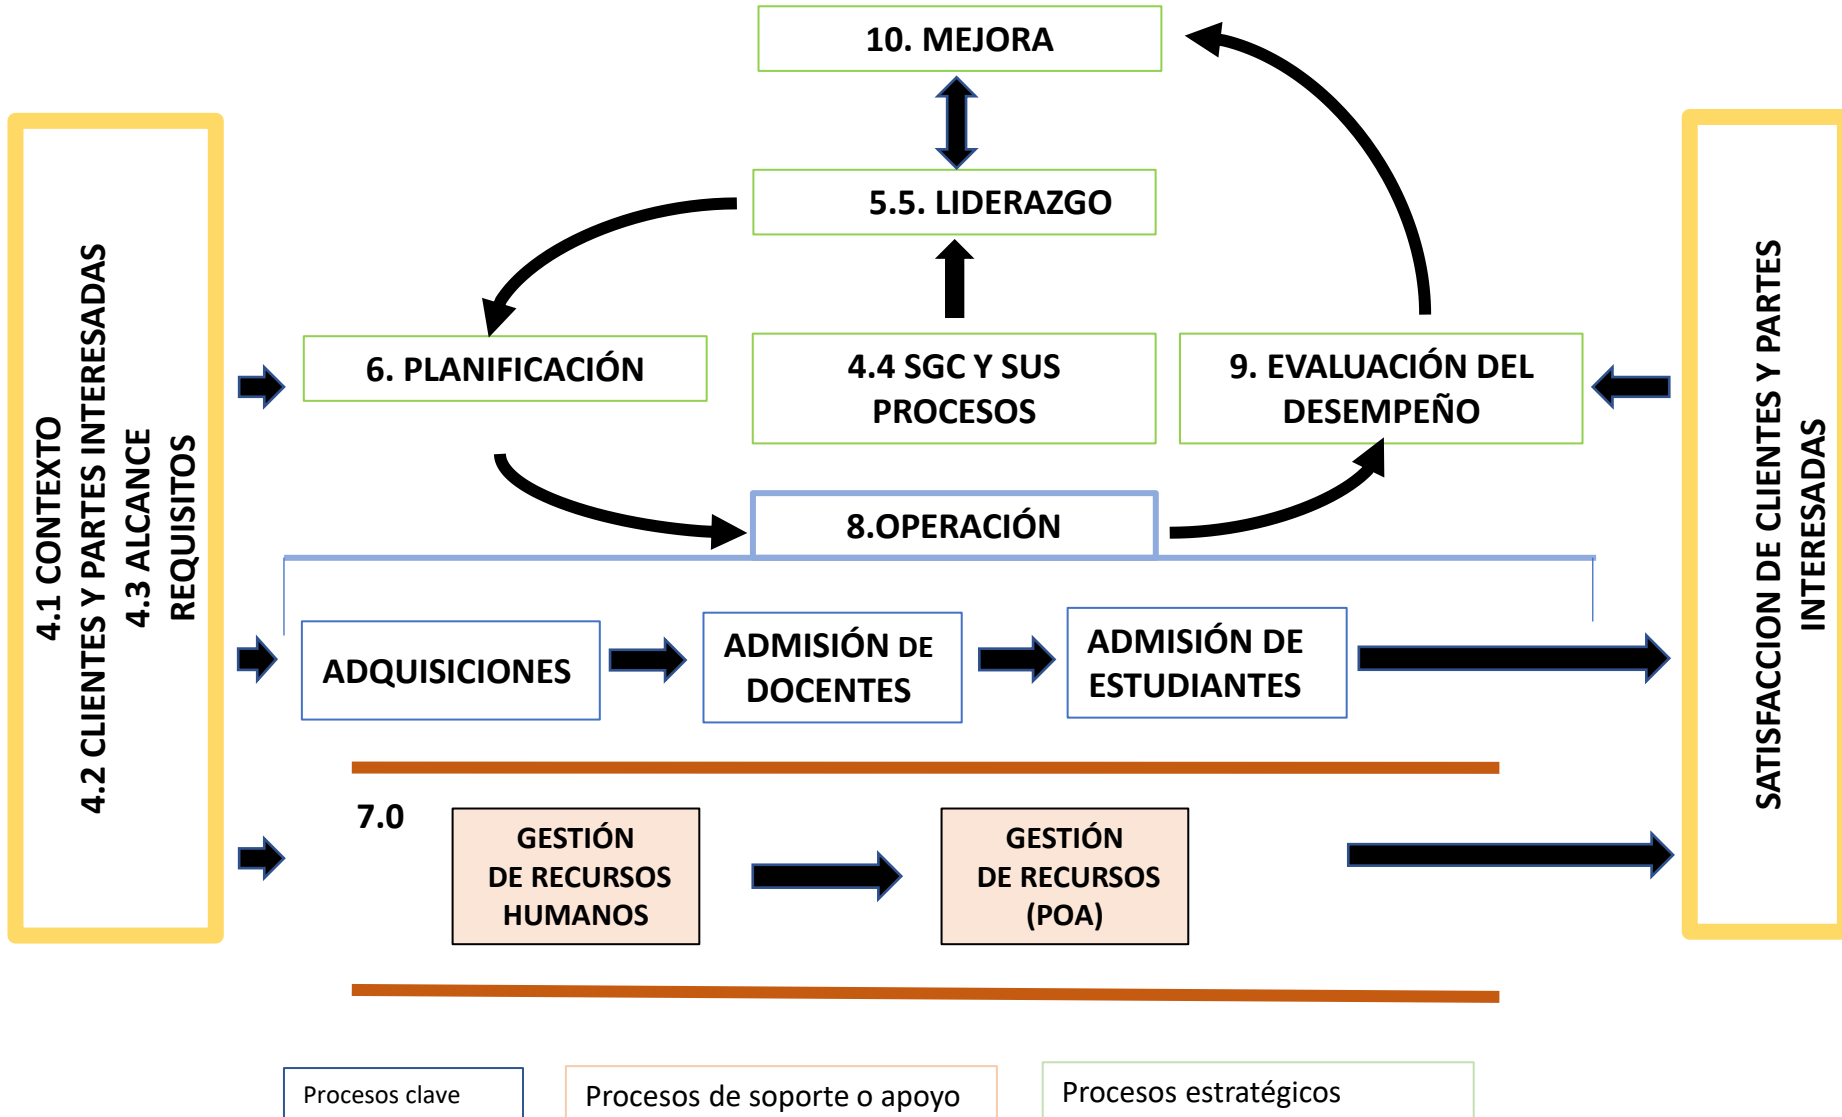 10. MEJORA
4.1 CONTEXTO
4.2 CLIENTES Y PARTES INTERESADAS
4.3 ALCANCE
REQUISITOS
5.5. LIDERAZGO
6. PLANIFICACIÓN
4.4 SGC Y SUS
PROCESOS
9. EVALUACIÓN DEL
DESEMPEÑO
SATISFACCION DE CLIENTES Y PARTES
INTERESADAS
8.OPERACIÓN
ADQUISICIONES
ADMISIÓN DE
DOCENTES
ADMISIÓN DE
ESTUDIANTES
7.0
GESTIÓN
DE RECURSOS
HUMANOS
GESTIÓN
DE RECURSOS
(POA)
Procesos clave
Procesos de soporte o apoyo
Procesos estratégicos